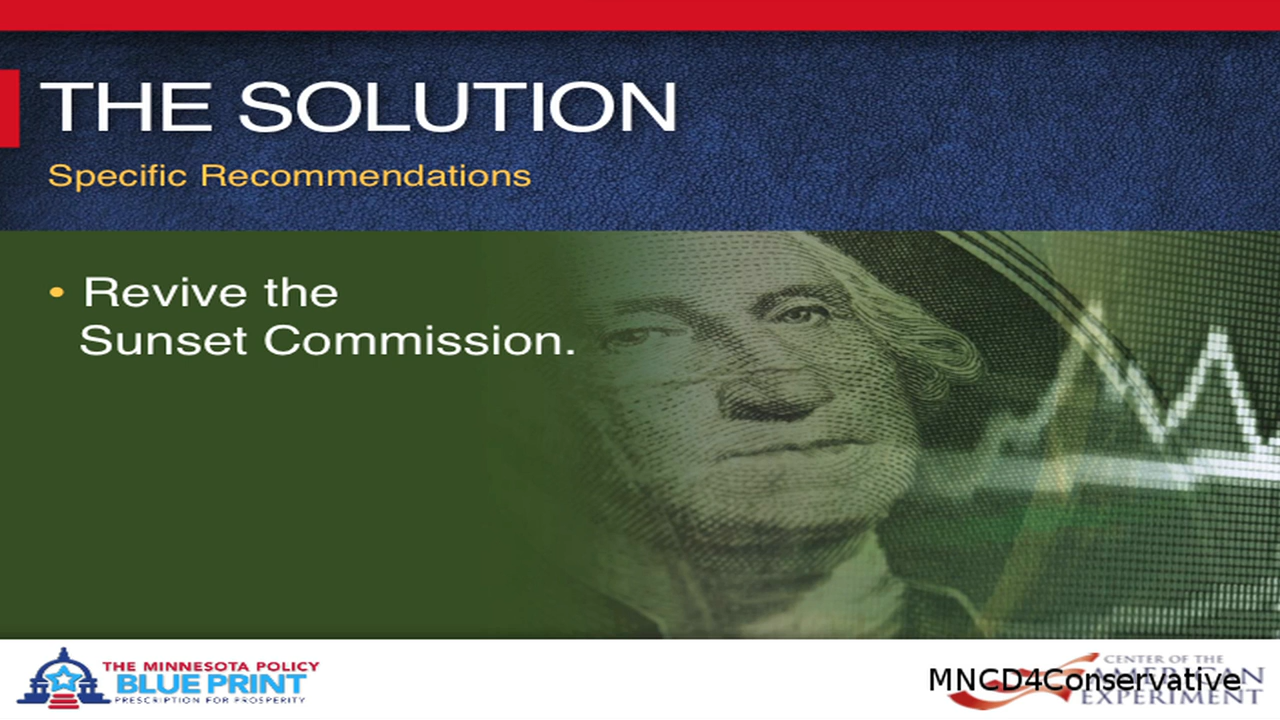 THE SOLUTION
Specific Recommendations
• Revive the
Sunset Commission.
THE MINNESOTA POLICY
BLUE PRINT
PRESCRIPTION FOR PROSPERITY
CENTER OF THE
AMERICAN
EXPERIMENT
MNCD4Conservative